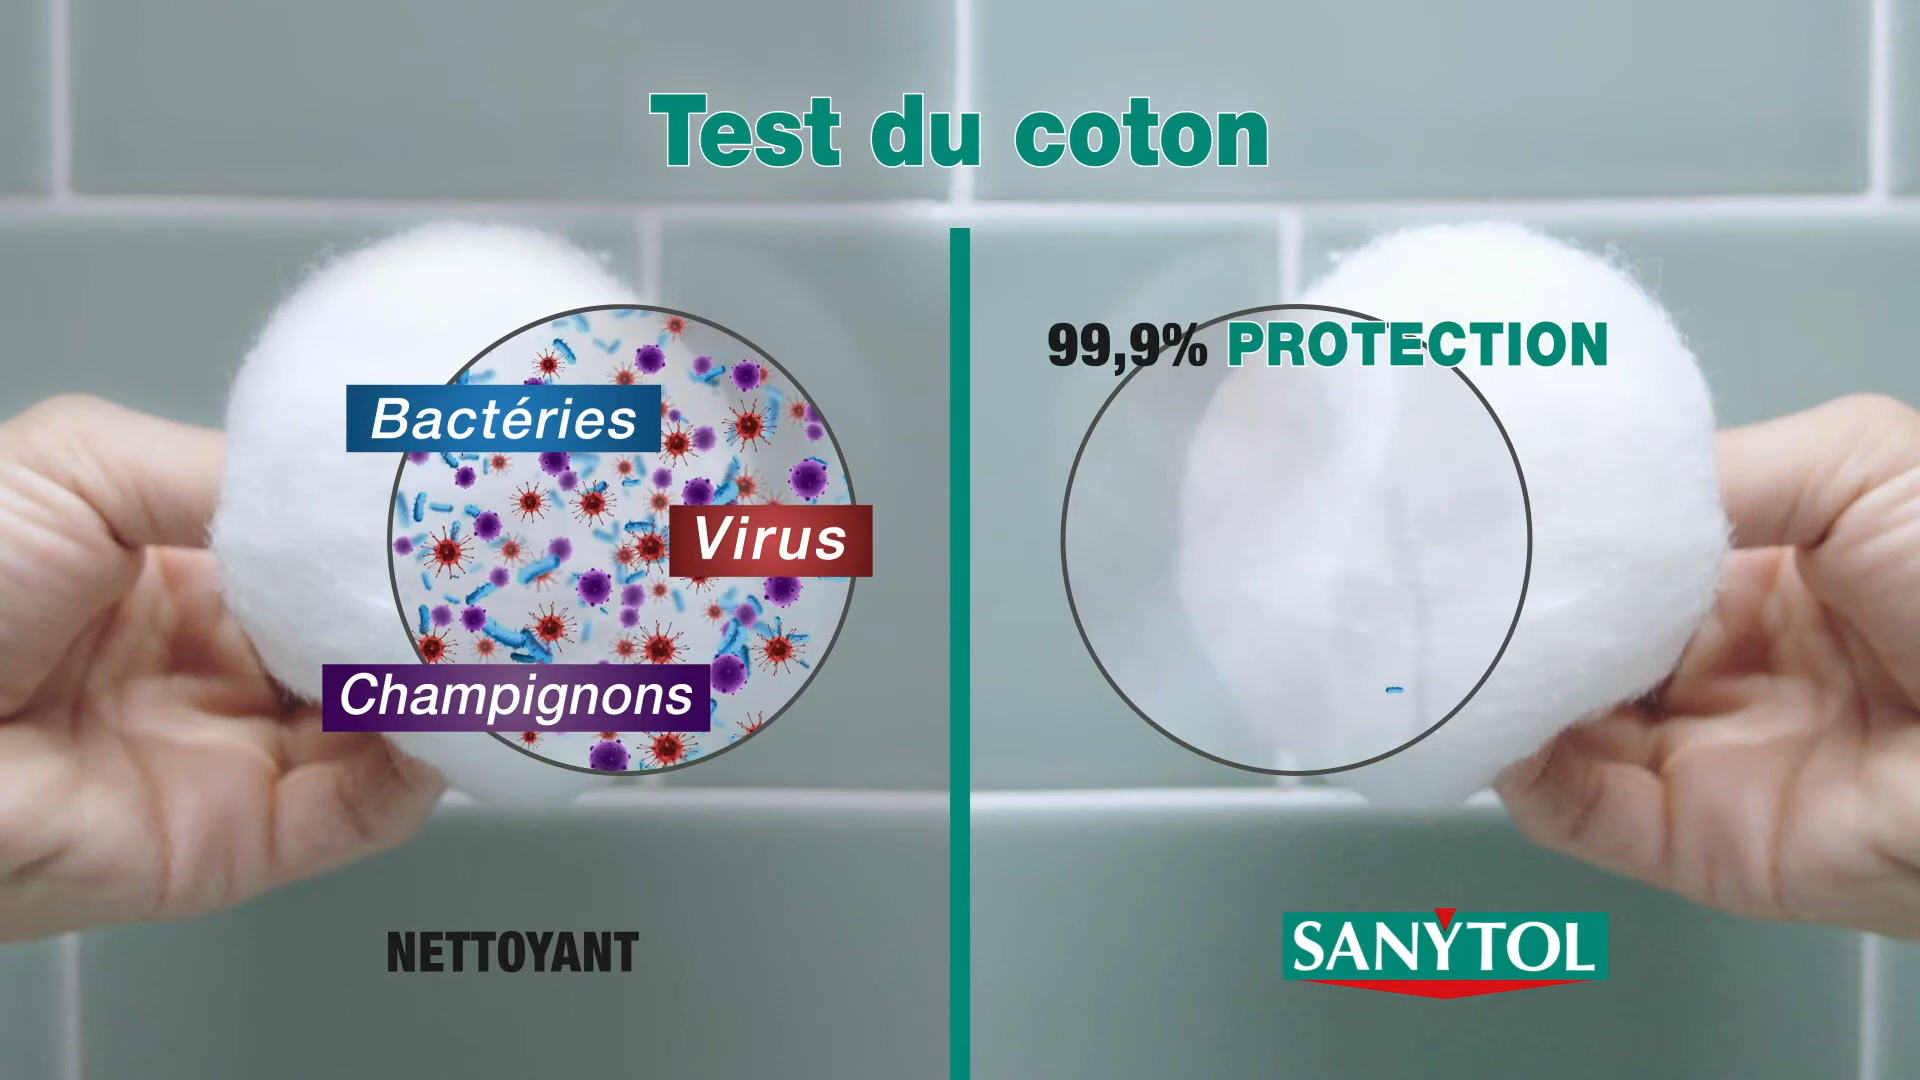 Test du coton
Bactéries
Virus
Champignons
NETTOYANT
99,9% PROTECTION
SANYTOL